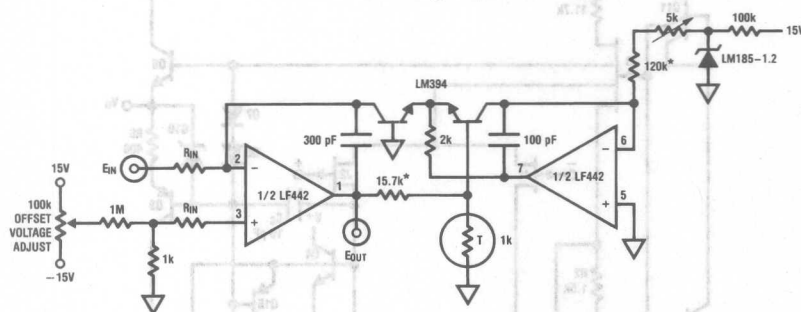 5k
100k
15V
120k*
LM185-1.2
LM394
300 pF
2k
100 pF
EIN
RIN
2
−
1/2 LF442
1
15.7k*
7
6
−
1/2 LF442
5
+
15V
100k
OFFSET
VOLTAGE
ADJUST
−15V
1M
RIN
3
+
1k
EOUT
T
1k